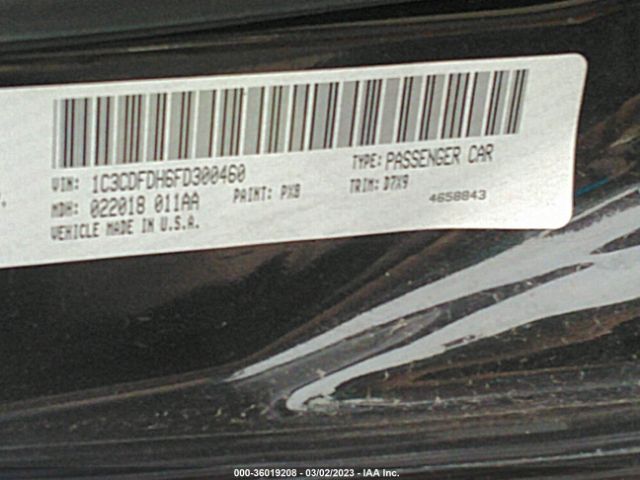 VIN: 1C3CDFDH6FD300460 TYPE: PASSENGER CAR
MDH: 022018 011AA PAINT: PX8 TRIM: D7X9
VEHICLE MADE IN U.S.A. 4658843
000-36019208 - 03/02/2023 - IAA Inc.